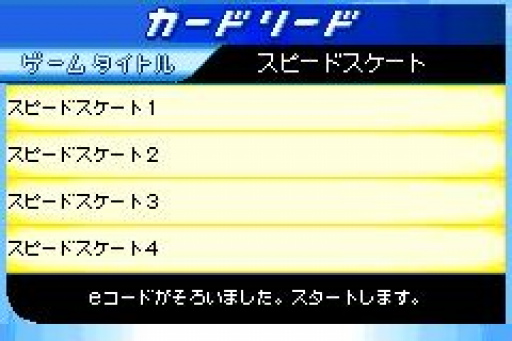 カードリード
ゲームタイトル スピードスケート
スピードスケート1
スピードスケート2
スピードスケート3
スピードスケート4
eコードがそろいました。スタートします。